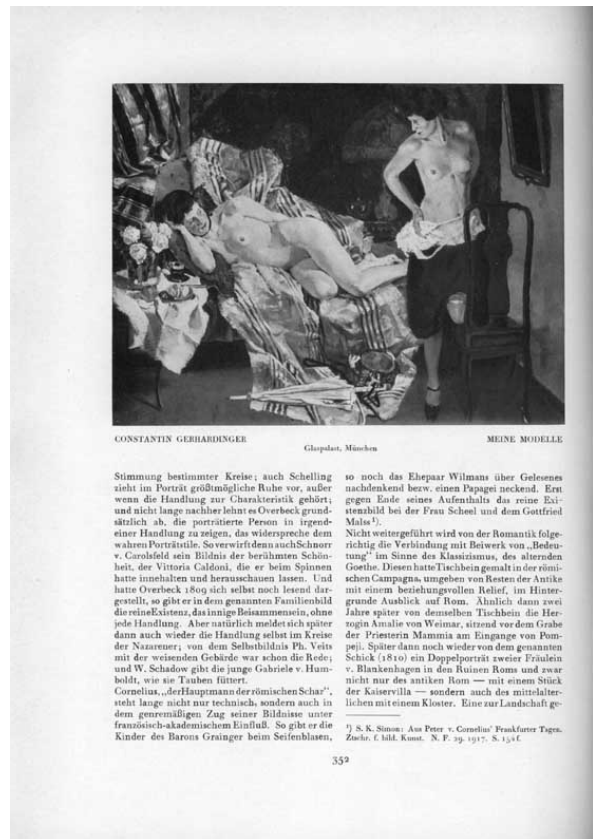 CONSTANTIN GERHARDINGER
MEINE MODELLE
Glaspalast, München
Stimmung bestimmter Kreise; auch Schelling
zieht im Porträt größtmögliche Ruhe vor, außer
wenn die Handlung zur Charakteristik gehört;
und nicht lange nachher lehnt es Overbeck grund-
sätzlich ab, die porträtierte Person in irgend-
einer Handlung zu zeigen, das widerspreche dem
wahren Porträtstile. So verwirft denn auch Schnorr
v. Carolsfeld sein Bildnis der berühmten Schön-
heit, der Vittoria Caldoni, die er beim Spinnen
hatte innehalten und herausschauen lassen. Und
hatte Overbeck 1809 sich selbst noch lesend dar-
gestellt, so gibt er in dem genannten Familienbild
die reine Existenz, das innige Beisammensein, ohne
jede Handlung. Aber natürlich meldet sich später
dann auch wieder die Handlung selbst im Kreise
der Nazarener; von dem Selbstbildnis Ph. Veits
mit der weisenden Gebärde war schon die Rede;
und W. Schadow gibt die junge Gabriele v. Hum-
boldt, wie sie Tauben füttert.
Cornelius, „der Hauptmann der römischen Schar“,
steht lange nicht nur technisch, sondern auch in
dem genremäßigen Zug seiner Bildnisse unter
französisch-akademischem Einfluß. So gibt er die
Kinder des Barons Grainger beim Seifenblasen,
so noch das Ehepaar Wilmans über Gelesenes
nachdenkend bezw. einen Papagei neckend. Erst
gegen Ende seines Aufenthalts das reine Exi-
stenzbild bei der Frau Scheel und dem Gottfried
Malss ¹).
Nicht weitergeführt wird von der Romantik folge-
richtig die Verbindung mit Beiwerk von „Bedeu-
tung“ im Sinne des Klassizismus, des alternden
Goethe. Diesen hatte Tischbein gemalt in der römi-
schen Campagna, umgeben von Resten der Antike
mit einem beziehungsvollen Relief, im Hinter-
grunde Ausblick auf Rom. Ähnlich dann zwei
Jahre später von demselben Tischbein die Her-
zogin Amalie von Weimar, sitzend vor dem Grabe
der Priesterin Mammia am Eingange von Pom-
peji. Später dann noch wieder von dem genannten
Schick (1810) ein Doppelporträt zweier Fräulein
v. Blankenhagen in den Ruinen Roms und zwar
nicht nur des antiken Rom — mit einem Stück
der Kaiservilla — sondern auch des mittelalter-
lichen mit einem Kloster. Eine zur Landschaft ge-
¹) S. K. Simon: Aus Peter v. Cornelius' Frankfurter Tagen.
Ztschr. f. bild. Kunst. N. F. 29. 1917. S.
352